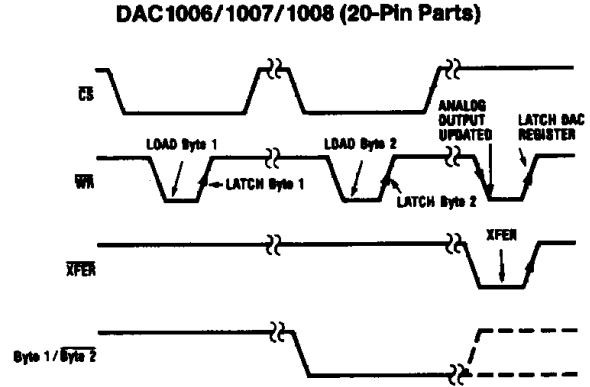 DAC1006/1007/1008 (20-Pin Parts)
CS
ANALOG
OUTPUT
UPDATED
LATCH DAC
REGISTER
LOAD Byte 1
LOAD Byte 2
WR
LATCH Byte 1
LATCH Byte 2
XFER
XFER
Byte 1/Byte 2